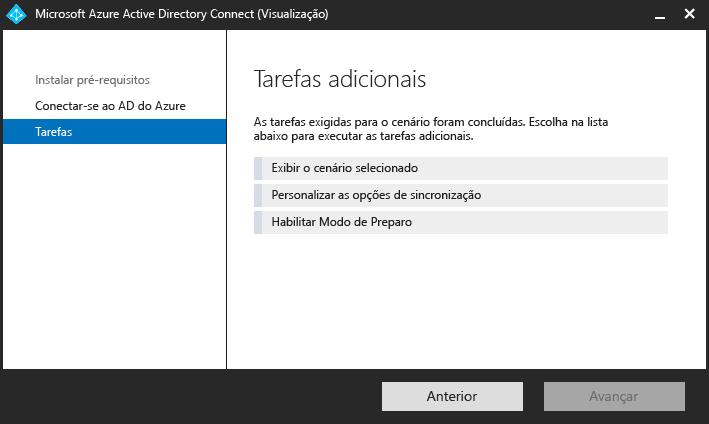 Microsoft Azure Active Directory Connect (Visualização)
Instalar pré-requisitos
Conectar-se ao AD do Azure
Tarefas
Tarefas adicionais
As tarefas exigidas para o cenário foram concluídas. Escolha na lista
abaixo para executar as tarefas adicionais.
Exibir o cenário selecionado
Personalizar as opções de sincronização
Habilitar Modo de Preparo
Anterior
Avançar